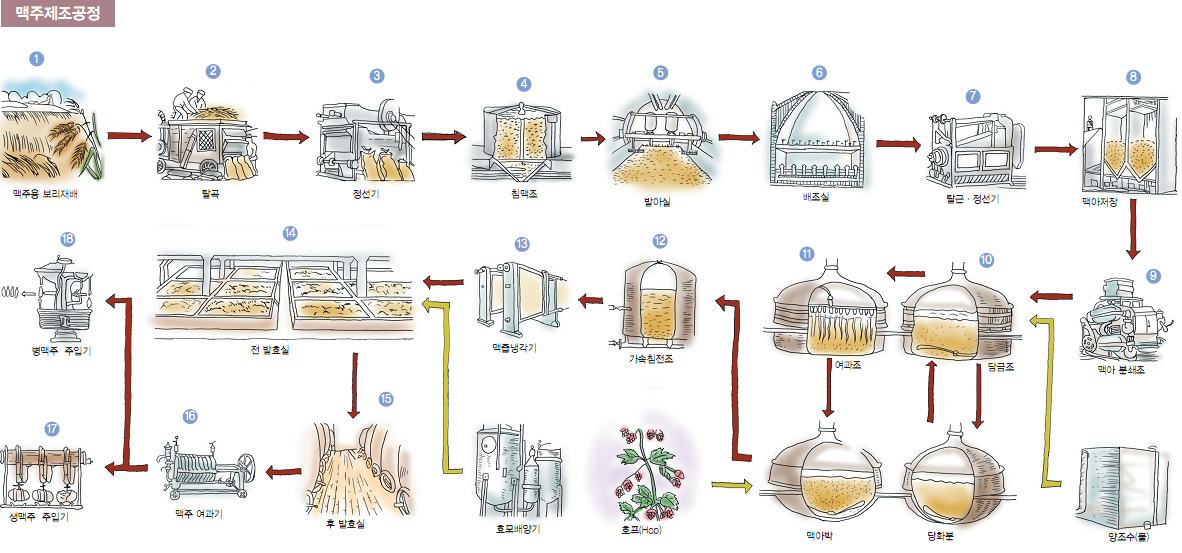 맥주제조공정
1
2
3
4
5
6
7
8
맥주용 보리재배
탈곡
정선기
침맥조
발아실
배조실
탈근 · 정선기
맥아저장
18
14
13
12
11
10
9
병맥주 주입기
전 발효실
맥즙냉각기
가속침전조
여과조
담금조
맥아 분쇄조
17
16
15
생맥주 주입기
맥주 여과기
후 발효실
효모배양기
호프(Hop)
맥아박
당화분
양조수(물)